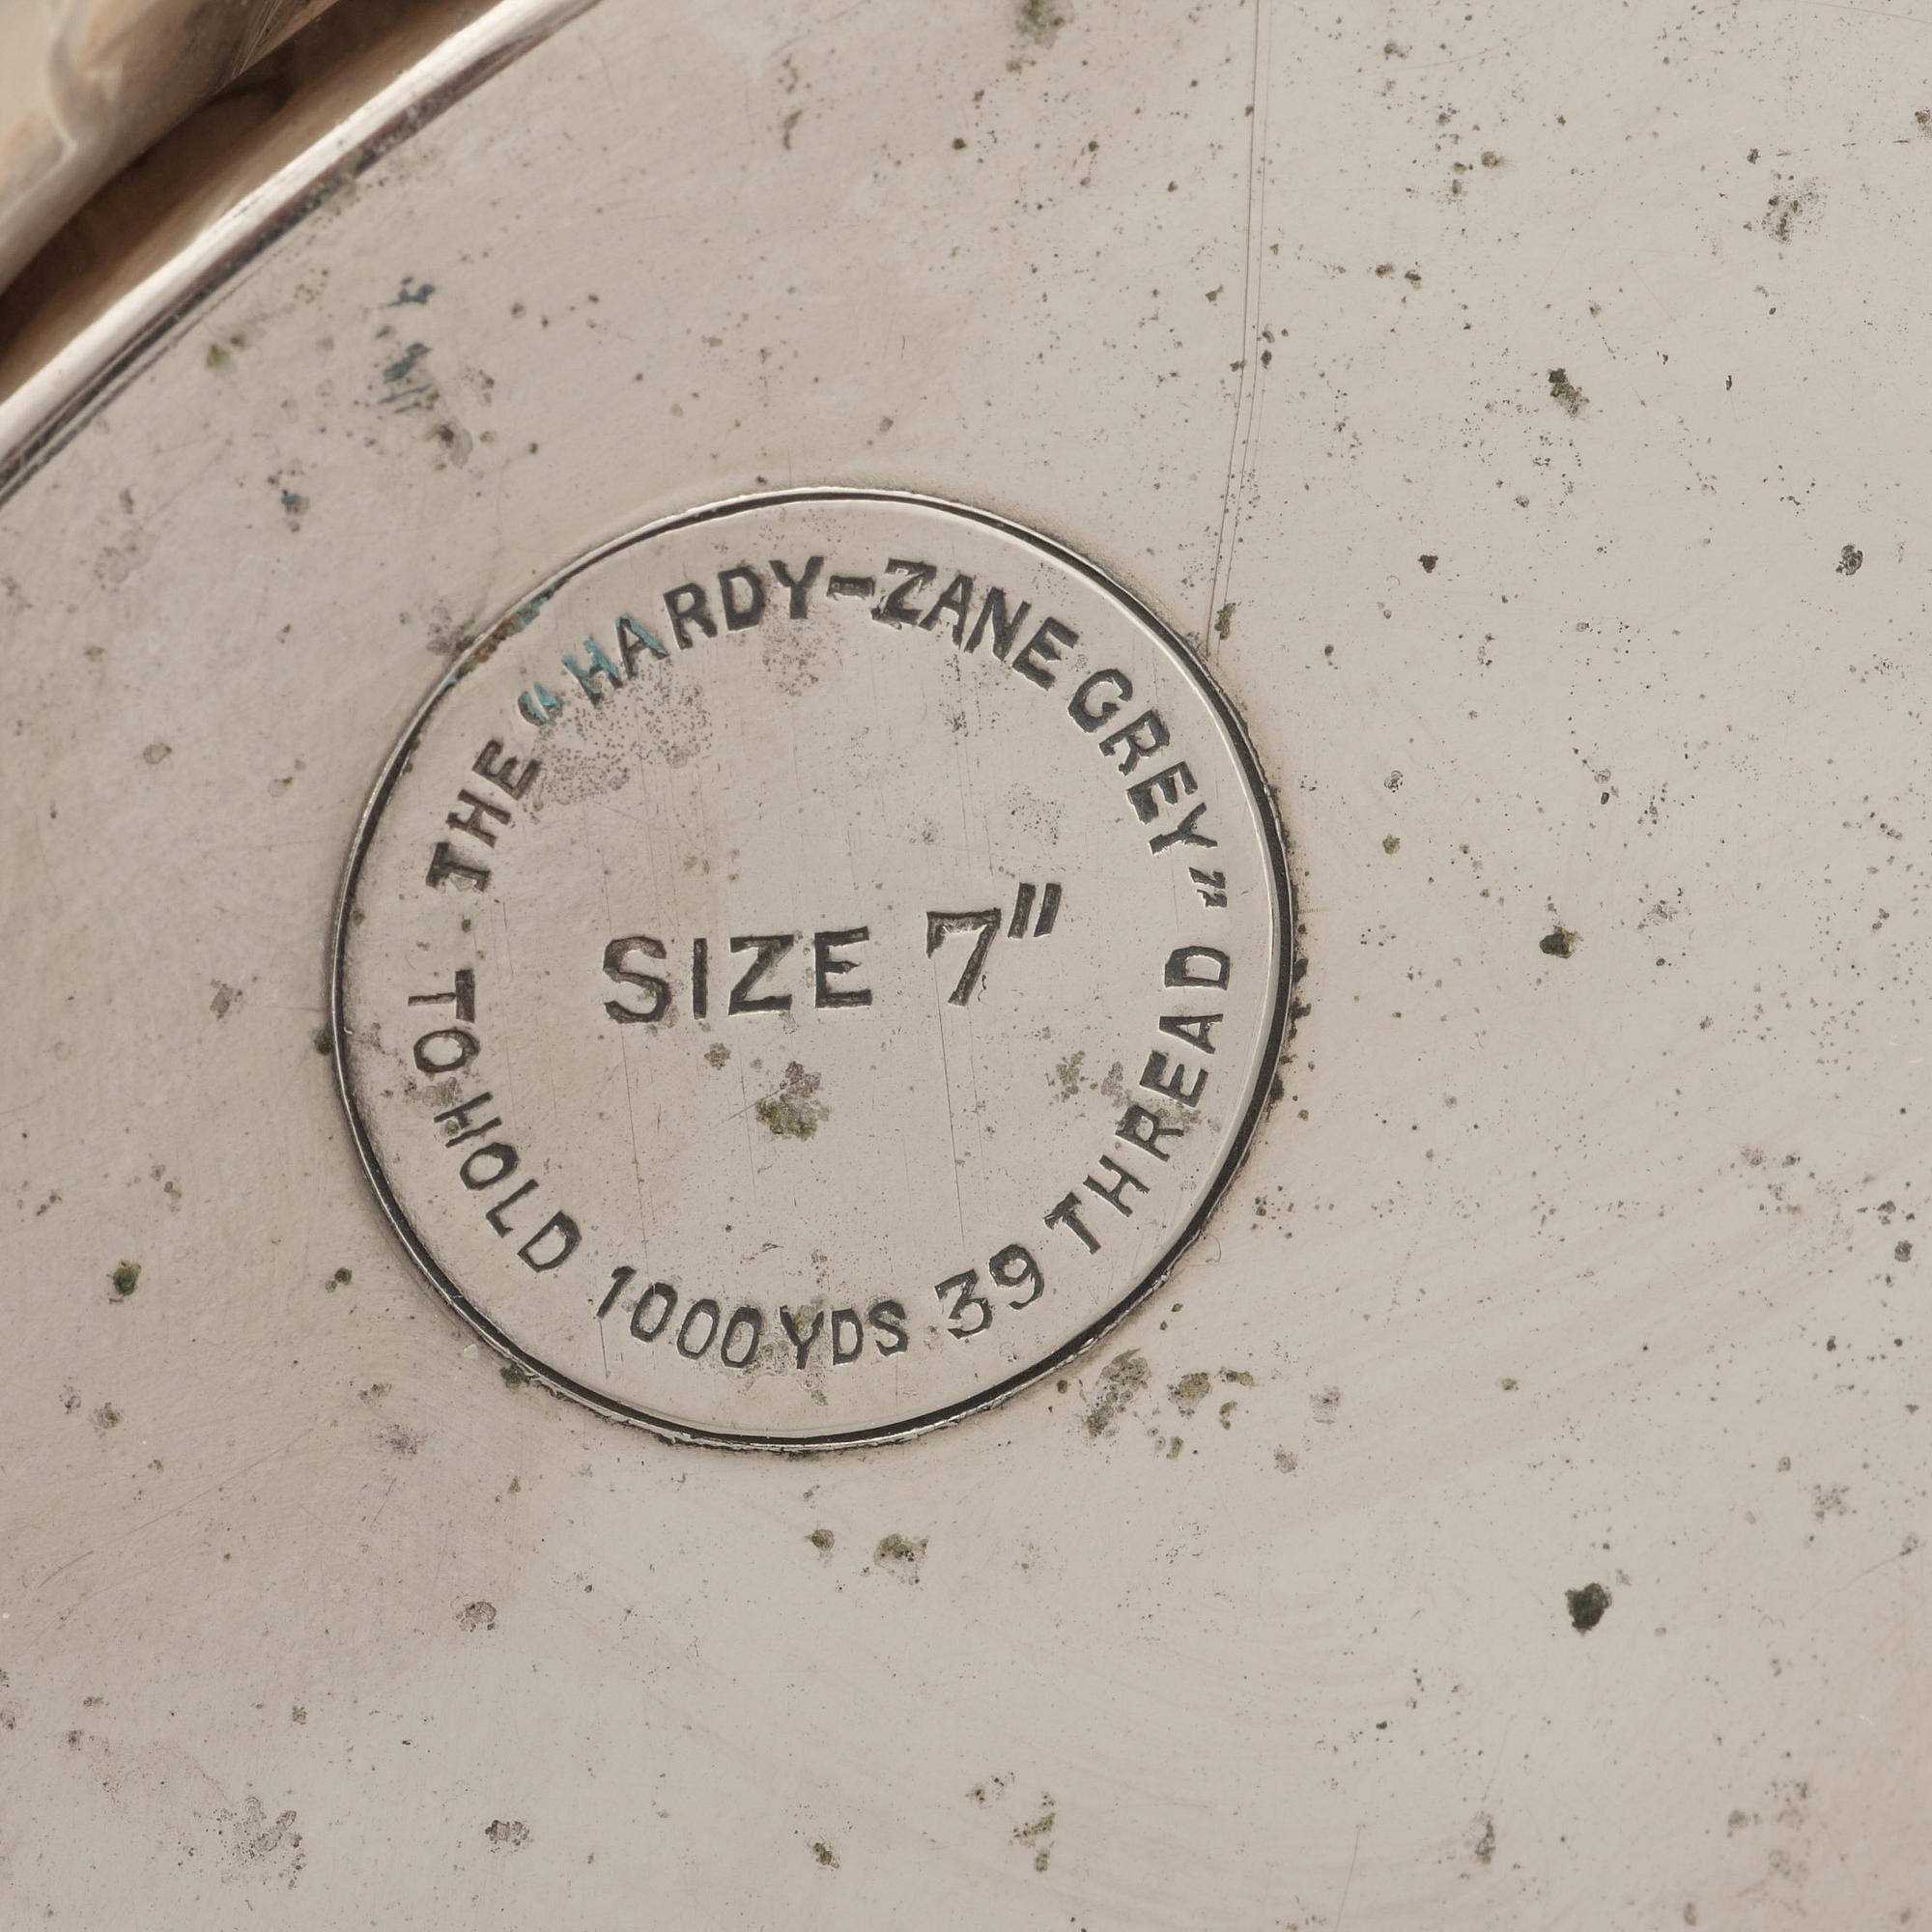 THE "HARDY-ZANE GREY"
SIZE 7"
TO HOLD 1000 YDS 39 THREAD